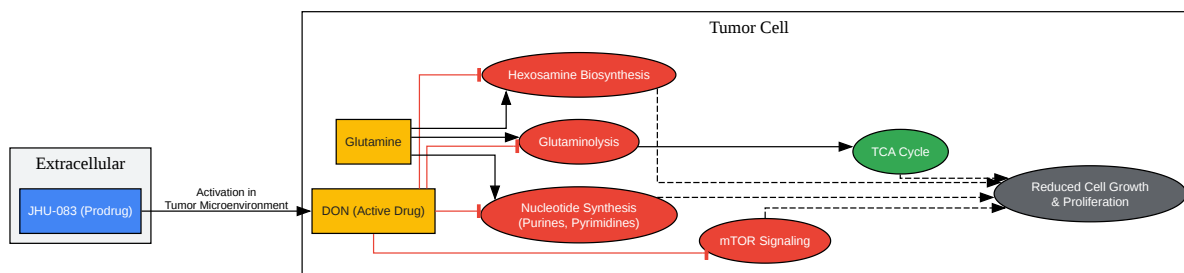 Tumor Cell
Hexosamine Biosynthesis
Glutamine
Glutaminolysis
TCA Cycle
Extracellular
JHU-083 (Prodrug)
Activation in
Tumor Microenvironment
DON (Active Drug)
Nucleotide Synthesis
(Purines, Pyrimidines)
mTOR Signaling
Reduced Cell Growth
& Proliferation